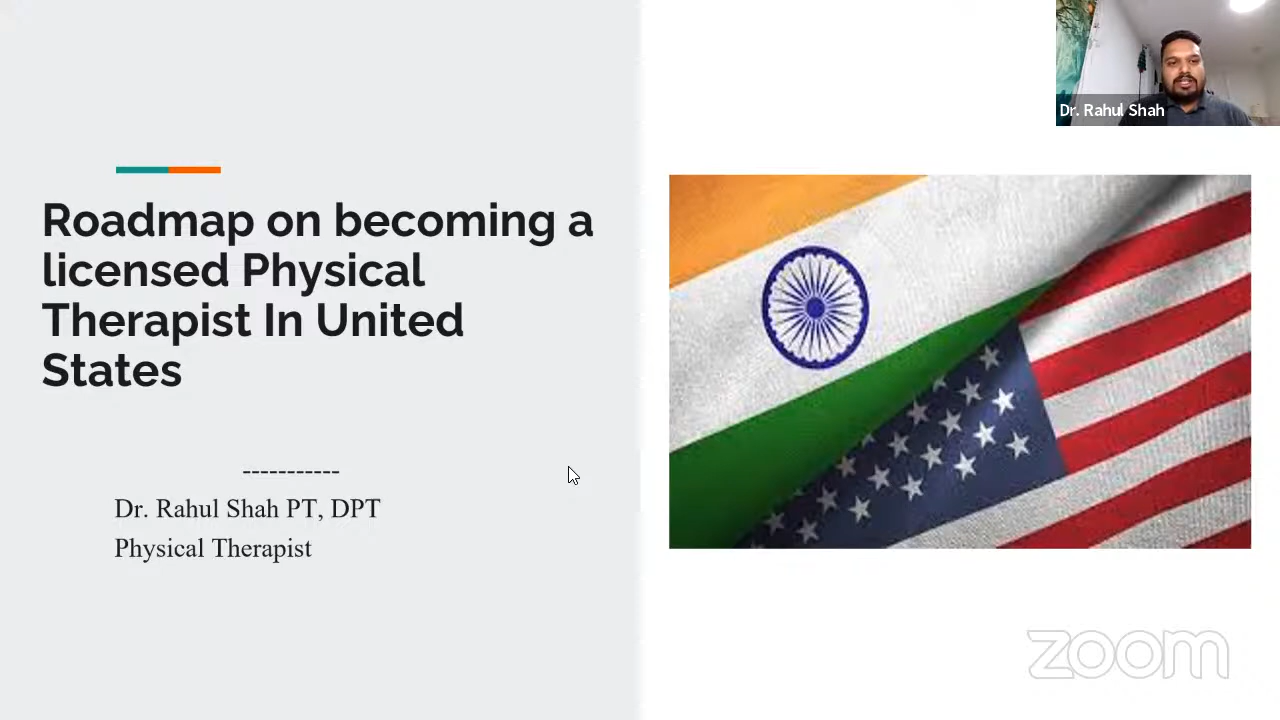 Dr. Rahul Shah
Roadmap on becoming a
licensed Physical
Therapist In United
States
-----------
Dr. Rahul Shah PT, DPT
Physical Therapist
zoom